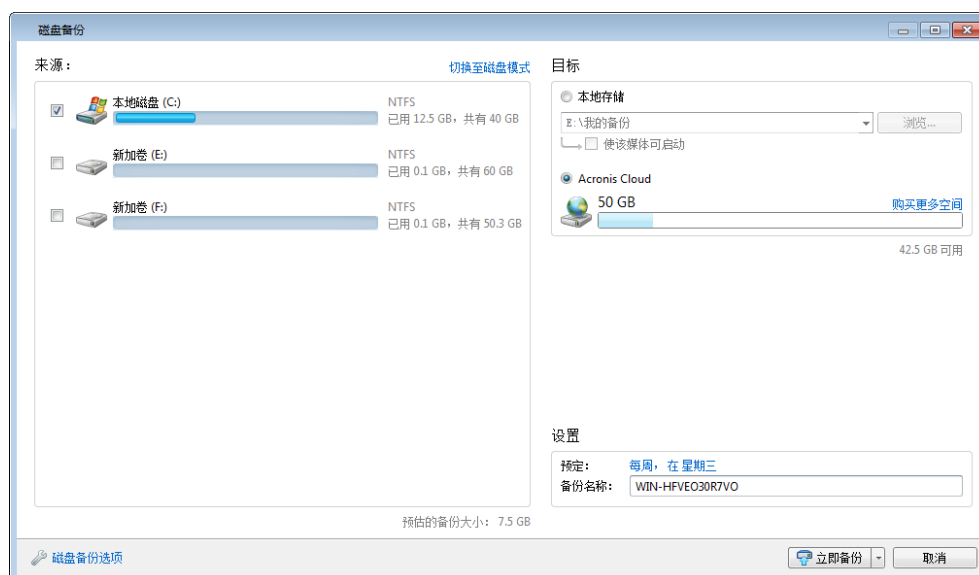 磁盘备份
来源：
切换至磁盘模式
本地磁盘 (C:)
NTFS
已用 12.5 GB，共有 40 GB
新加卷 (E:)
NTFS
已用 0.1 GB，共有 60 GB
新加卷 (F:)
NTFS
已用 0.1 GB，共有 50.3 GB
预估的备份大小： 7.5 GB
目标
本地存储
E:\我的备份
浏览...
使该媒体可启动
Acronis Cloud
50 GB
购买更多空间
42.5 GB 可用
设置
预定：
每周，在 星期三
备份名称：
WIN-HFVEO30R7VO
磁盘备份选项
立即备份
取消